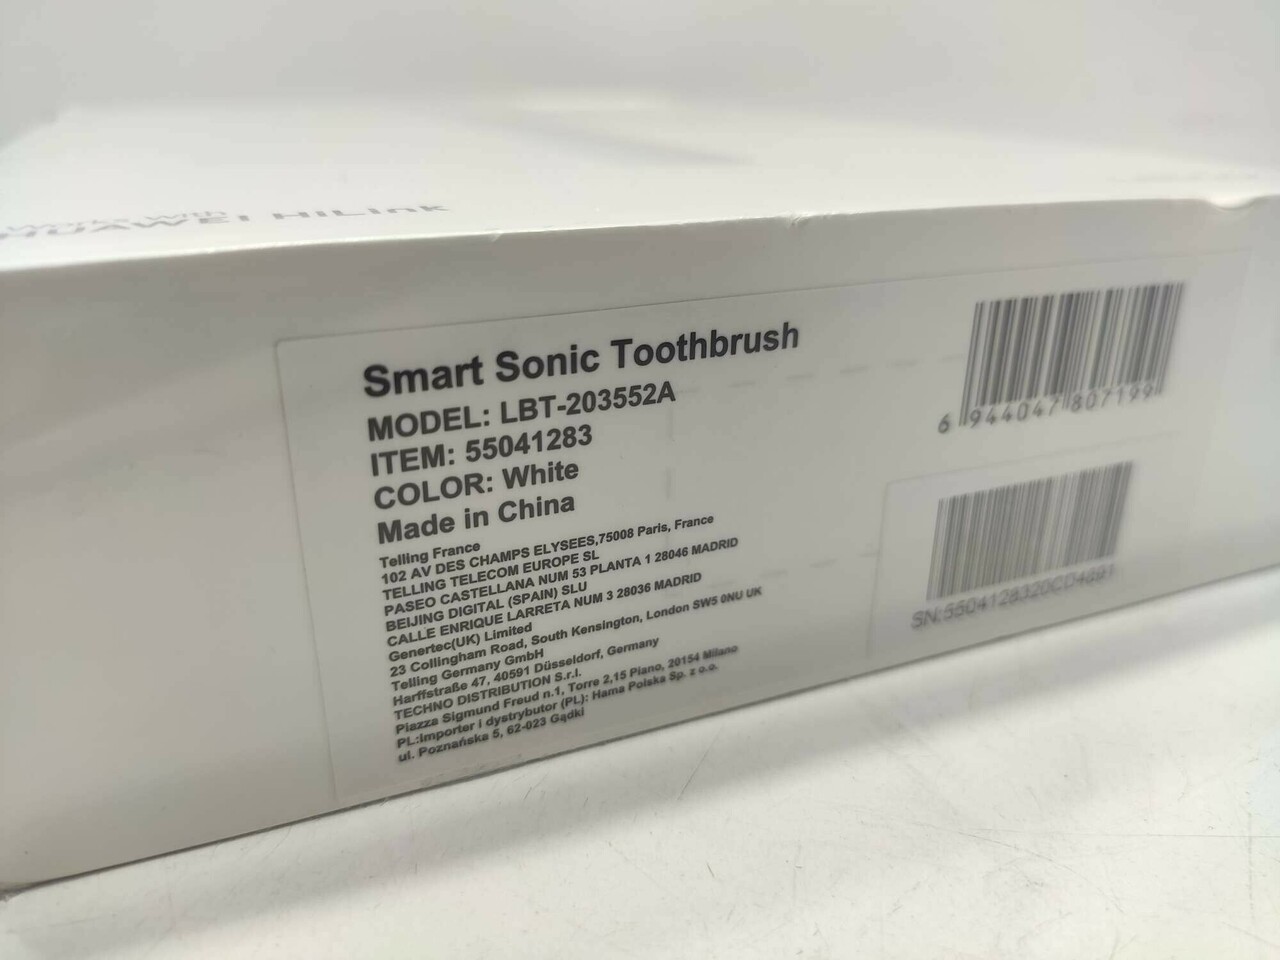 Works with
HUAWEI HiLink
Smart Sonic Toothbrush
MODEL: LBT-203552A
ITEM: 55041283
COLOR: White
Made in China
Telling France
102 AV DES CHAMPS ELYSEES,75008 Paris, France
TELLING TELECOM EUROPE SL
PASEO CASTELLANA NUM 53 PLANTA 1 28046 MADRID
BEIJING DIGITAL (SPAIN) SLU
CALLE ENRIQUE LARRETA NUM 3 28036 MADRID
Genertec(UK) Limited
23 Collingham Road, South Kensington, London SW5 0NU UK
Telling Germany GmbH
Harffstraße 47, 40591 Düsseldorf, Germany
TECHNO DISTRIBUTION S.r.l.
Piazza Sigmund Freud n.1, Torre 2,15 Piano, 20154 Milano
PL:Importer i dystrybutor (PL): Hama Polska Sp. z o.o.
ul. Poznańska 5, 62-023 Gądki
6 944047 807199
SN:5504128320CD4891